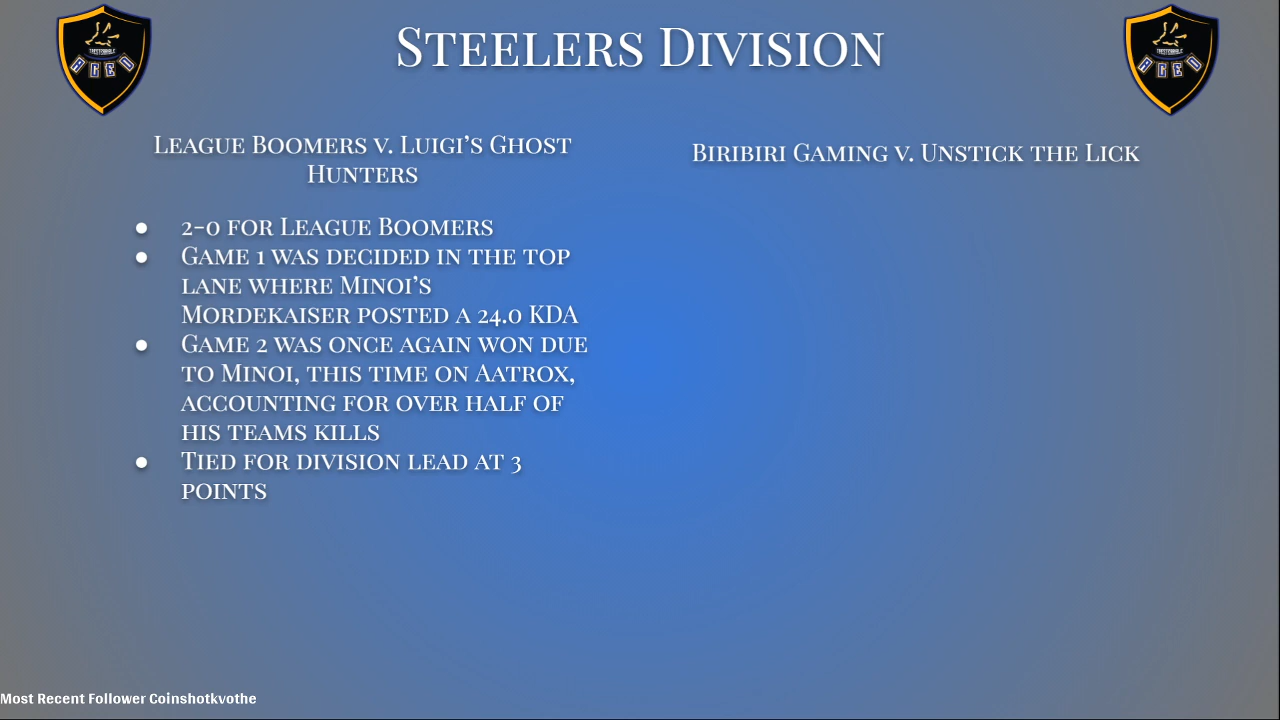 Steelers Division
League Boomers v. Luigi's Ghost
Hunters
Biribiri Gaming v. Unstick the Lick
● 2-0 for League Boomers
● Game 1 was decided in the top
lane where Minoi's
Mordekaiser posted a 24.0 KDA
● Game 2 was once again won due
to Minoi, this time on Aatrox,
accounting for over half of
his teams kills
● Tied for division lead at 3
points
Most Recent Follower Coinshotkvothe
AGEO
AGEO